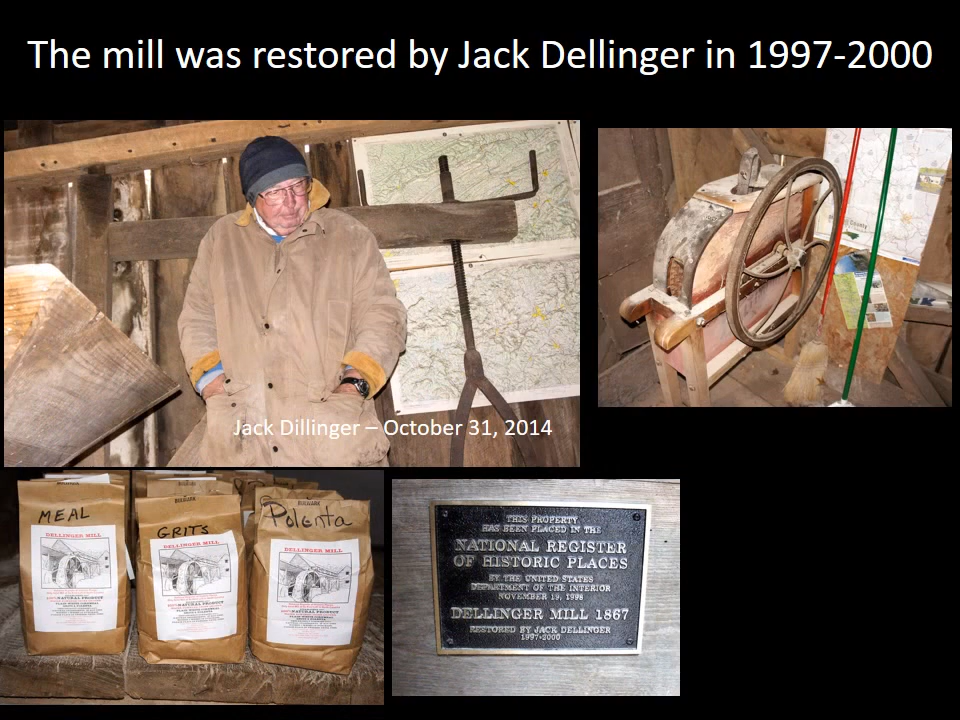 The mill was restored by Jack Dellinger in 1997-2000
Jack Dillinger – October 31, 2014
MEAL
DELLINGER MILL
GRITS
DELLINGER MILL
Polenta
DELLINGER MILL
THIS PROPERTY
HAS BEEN PLACED IN THE
NATIONAL REGISTER
OF HISTORIC PLACES
BY THE UNITED STATES
DEPARTMENT OF THE INTERIOR
NOVEMBER 19, 1998
DELLINGER MILL 1867
RESTORED BY JACK DELLINGER
1997-2000